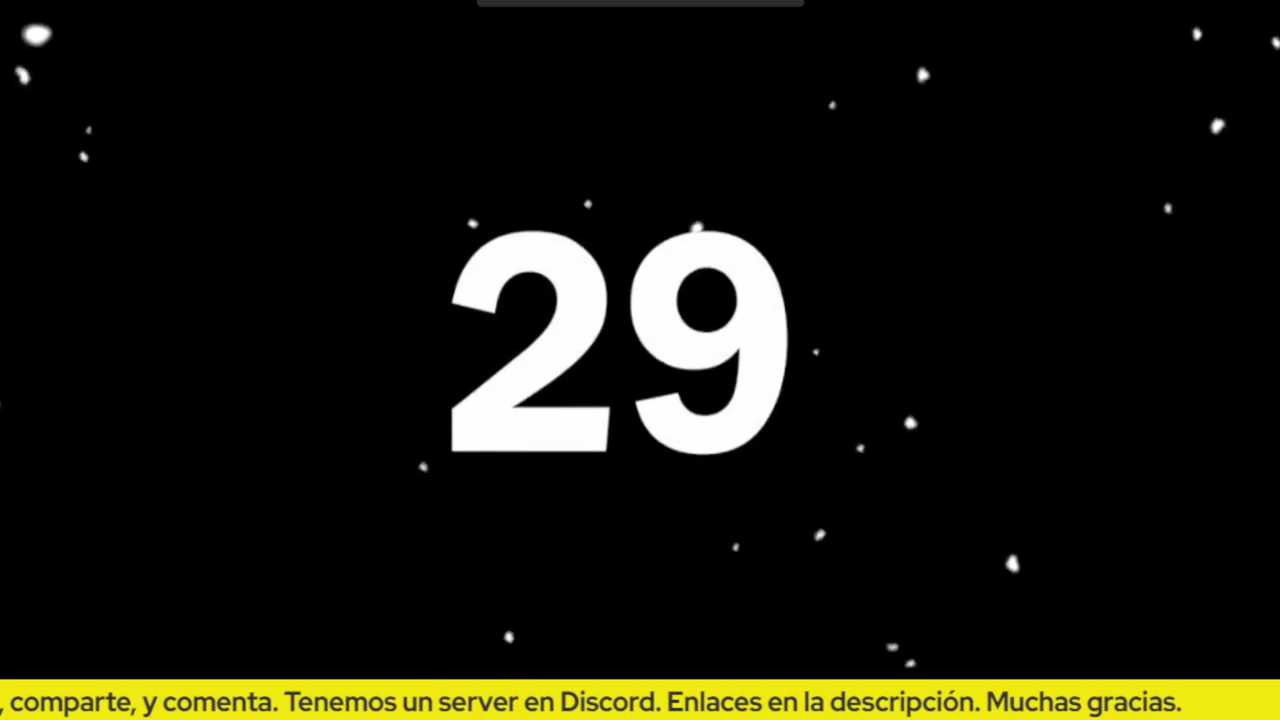 29
, comparte, y comenta. Tenemos un server en Discord. Enlaces en la descripción. Muchas gracias.